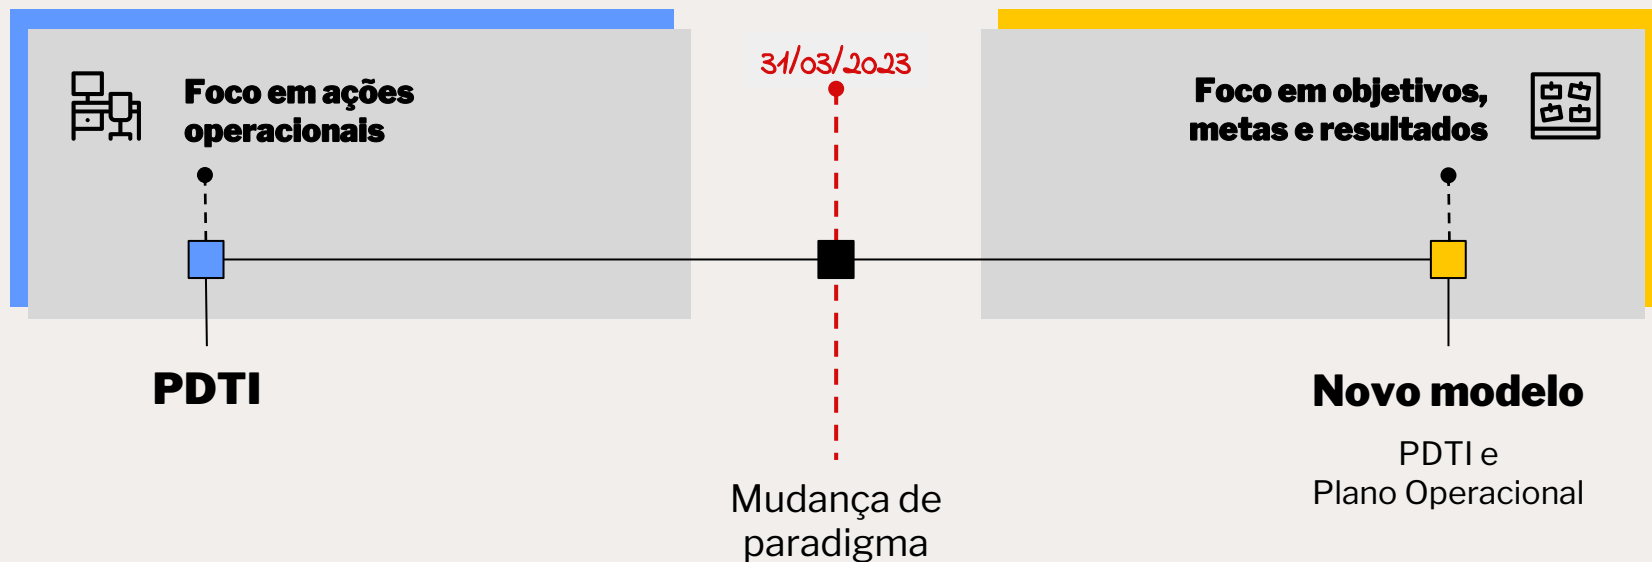 Foco em ações
operacionais
31/03/2023
Foco em objetivos,
metas e resultados
PDTI
Mudança de
paradigma
Novo modelo
PDTI e
Plano Operacional